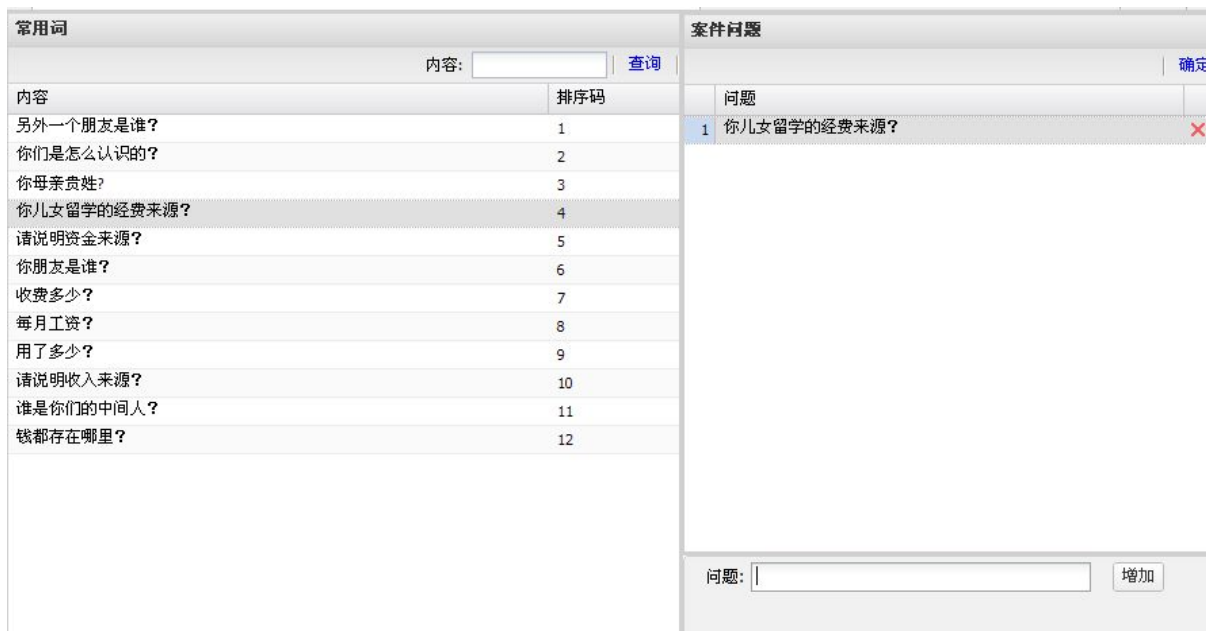 常用词
内容: 查询
内容 排序码
另外一个朋友是谁? 1
你们是怎么认识的? 2
你母亲贵姓? 3
你儿女留学的经费来源? 4
请说明资金来源? 5
你朋友是谁? 6
收费多少? 7
每月工资? 8
用了多少? 9
请说明收入来源? 10
谁是你们的中间人? 11
钱都存在哪里? 12
案件问题
确定
问题
1 你儿女留学的经费来源?
问题: 增加